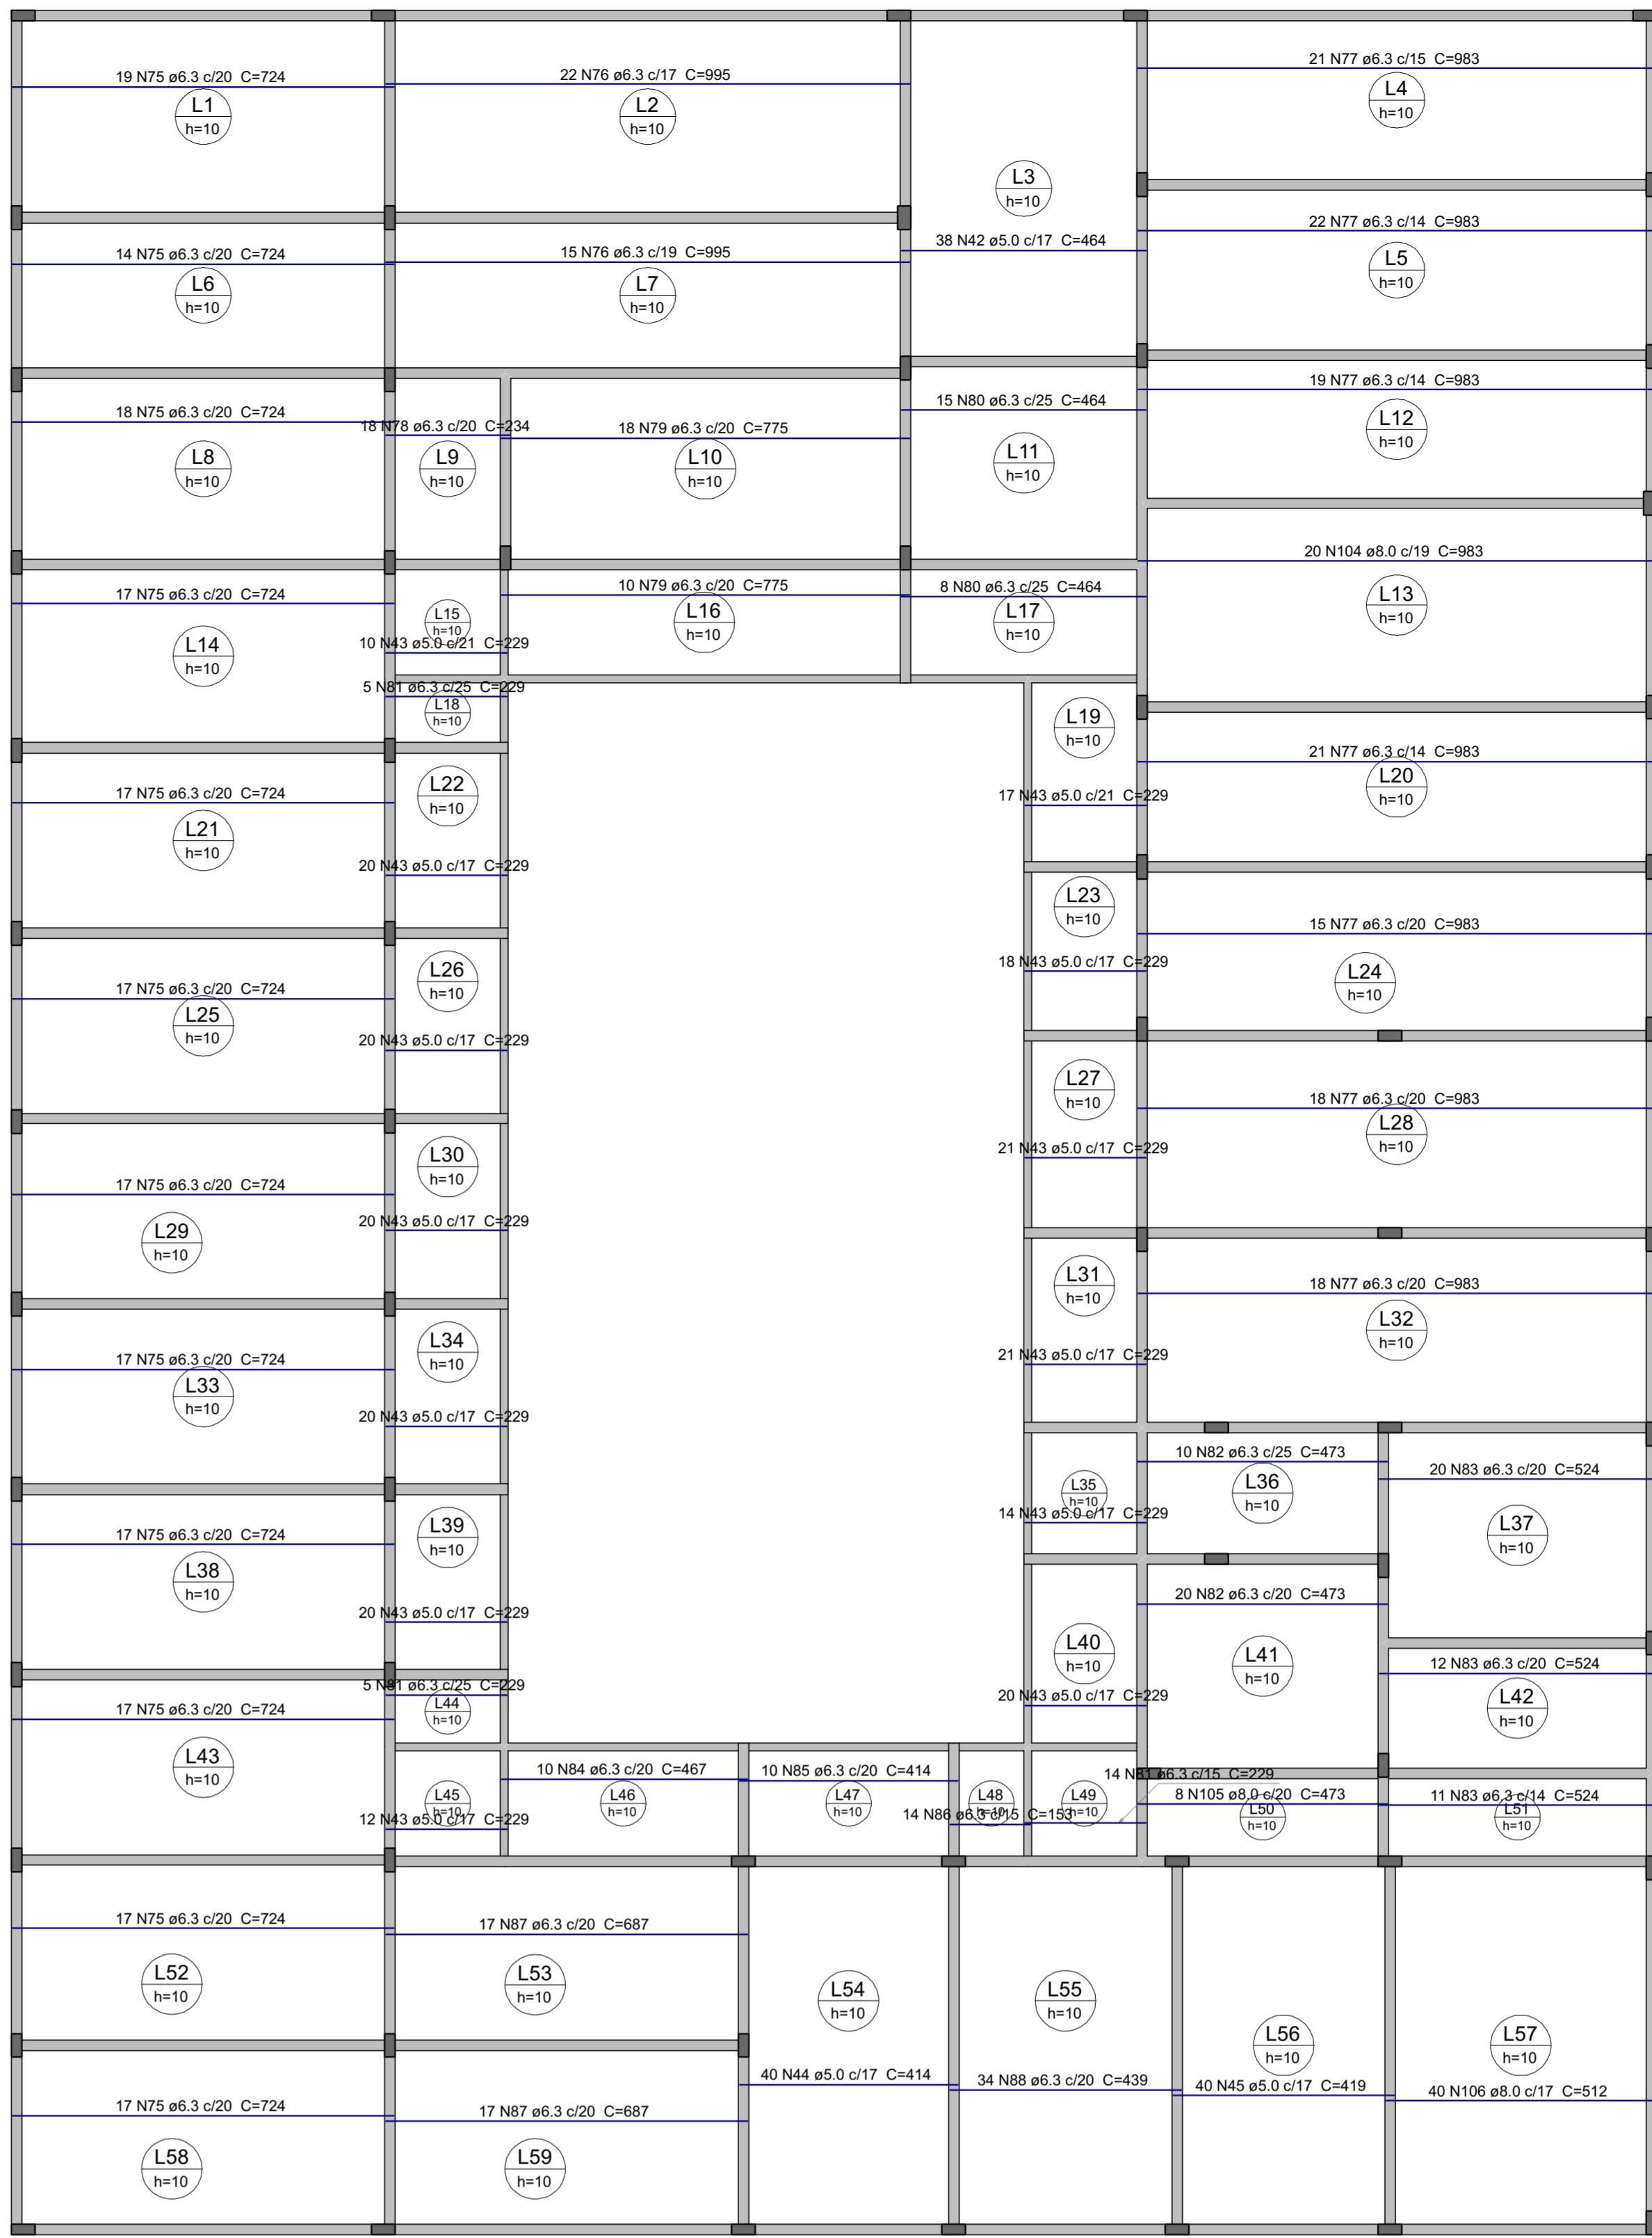 19 N75 ø6.3 c/20 C=724
L1
h=10
22 N76 ø6.3 c/17 C=995
L2
h=10
L3
h=10
38 N42 ø5.0 c/17 C=464
21 N77 ø6.3 c/15 C=983
L4
h=10
22 N77 ø6.3 c/14 C=983
L5
h=10
14 N75 ø6.3 c/20 C=724
L6
h=10
15 N76 ø6.3 c/19 C=995
L7
h=10
18 N75 ø6.3 c/20 C=724
L8
h=10
18 N78 ø6.3 c/20 C=234
L9
h=10
18 N79 ø6.3 c/20 C=775
L10
h=10
15 N80 ø6.3 c/25 C=464
L11
h=10
19 N77 ø6.3 c/14 C=983
L12
h=10
20 N104 ø8.0 c/19 C=983
L13
h=10
17 N75 ø6.3 c/20 C=724
L14
h=10
L15
h=10
10 N43 ø5.0 c/21 C=229
10 N79 ø6.3 c/20 C=775
L16
h=10
8 N80 ø6.3 c/25 C=464
L17
h=10
5 N81 ø6.3 c/25 C=229
L18
h=10
L19
h=10
17 N43 ø5.0 c/21 C=229
21 N77 ø6.3 c/14 C=983
L20
h=10
17 N75 ø6.3 c/20 C=724
L21
h=10
L22
h=10
20 N43 ø5.0 c/17 C=229
L23
h=10
18 N43 ø5.0 c/17 C=229
15 N77 ø6.3 c/20 C=983
L24
h=10
17 N75 ø6.3 c/20 C=724
L25
h=10
L26
h=10
20 N43 ø5.0 c/17 C=229
L27
h=10
21 N43 ø5.0 c/17 C=229
18 N77 ø6.3 c/20 C=983
L28
h=10
17 N75 ø6.3 c/20 C=724
L29
h=10
L30
h=10
20 N43 ø5.0 c/17 C=229
L31
h=10
21 N43 ø5.0 c/17 C=229
18 N77 ø6.3 c/20 C=983
L32
h=10
17 N75 ø6.3 c/20 C=724
L33
h=10
L34
h=10
20 N43 ø5.0 c/17 C=229
L35
h=10
14 N43 ø5.0 c/17 C=229
10 N82 ø6.3 c/25 C=473
L36
h=10
20 N83 ø6.3 c/20 C=524
L37
h=10
17 N75 ø6.3 c/20 C=724
L38
h=10
L39
h=10
20 N43 ø5.0 c/17 C=229
L40
h=10
20 N43 ø5.0 c/17 C=229
20 N82 ø6.3 c/20 C=473
L41
h=10
12 N83 ø6.3 c/20 C=524
L42
h=10
17 N75 ø6.3 c/20 C=724
L43
h=10
5 N81 ø6.3 c/25 C=229
L44
h=10
L45
h=10
12 N43 ø5.0 c/17 C=229
10 N84 ø6.3 c/20 C=467
L46
h=10
10 N85 ø6.3 c/20 C=414
L47
h=10
L48
h=10
14 N86 ø6.3 c/15 C=153
14 N81 ø6.3 c/15 C=229
L49
h=10
8 N105 ø8.0 c/20 C=473
L50
h=10
11 N83 ø6.3 c/14 C=524
L51
h=10
17 N75 ø6.3 c/20 C=724
L52
h=10
17 N87 ø6.3 c/20 C=687
L53
h=10
L54
h=10
40 N44 ø5.0 c/17 C=414
L55
h=10
34 N88 ø6.3 c/20 C=439
L56
h=10
40 N45 ø5.0 c/17 C=419
L57
h=10
40 N106 ø8.0 c/17 C=512
17 N75 ø6.3 c/20 C=724
L58
h=10
17 N87 ø6.3 c/20 C=687
L59
h=10